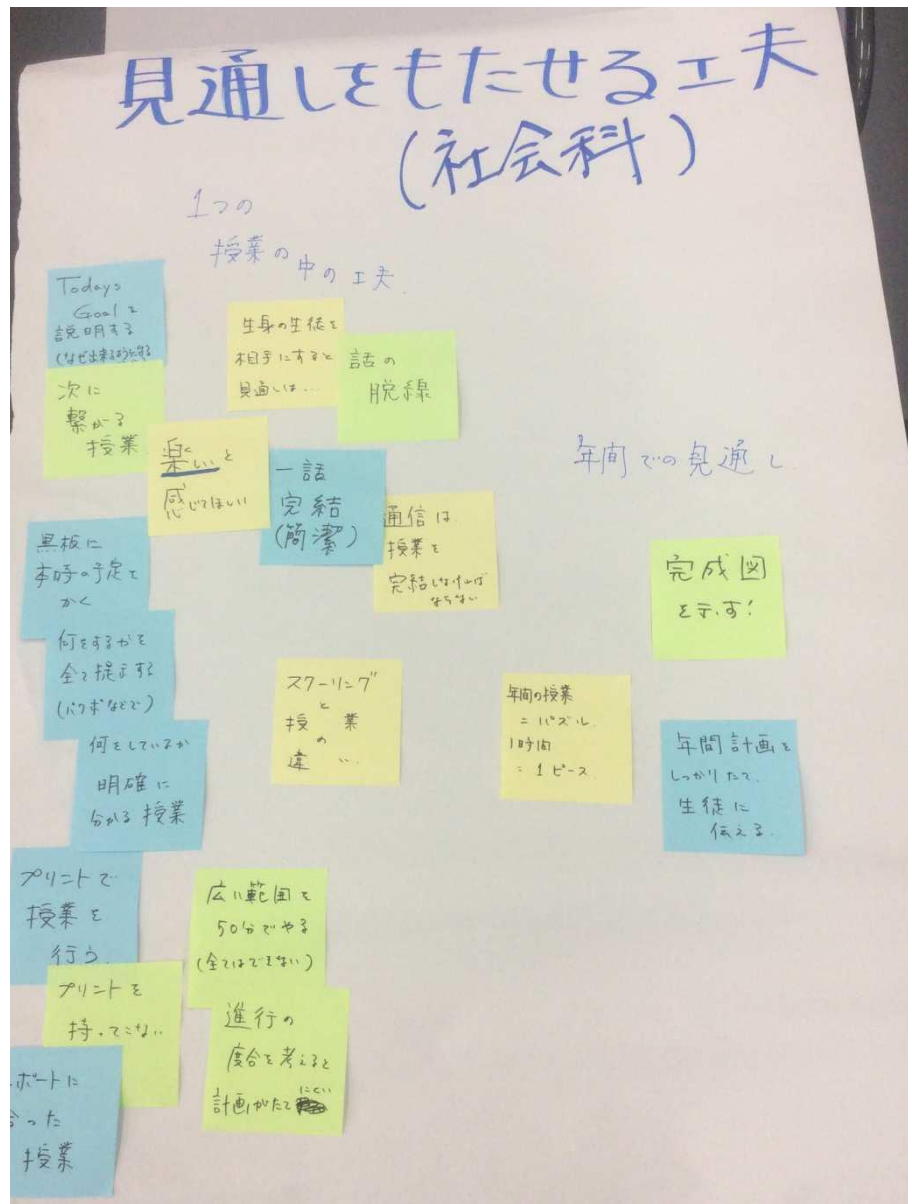 見通しをもたせる工夫
(社会科)
1つの
授業の中の工夫
Todays
Goalを
説明する
(なぜ出来るようにする
次に
繋がる
授業
生身の生徒を
相手にすると
見通しは…
話の
脱線
楽しいと
感じてほしい
一話
完結
(簡潔)
通信は
授業を
完結しなければ
ならない
黒板に
本時の予定を
かく
何をするかを
全て提示する
(パワポなどで)
何をしているか
明確に
分かる授業
スクーリング
と
授業
の
違い…
プリントで
授業を
行う
プリントを
持ってこない
ポートに
合った
授業
広い範囲を
50分でやる
(全てはできない)
進行の
度合を考えると
計画がたてにくい
年間での見通し
完成図
を示す!
年間の授業
=パズル
1時間
=1ピース
年間計画を
しっかりたて、
生徒に
伝える。